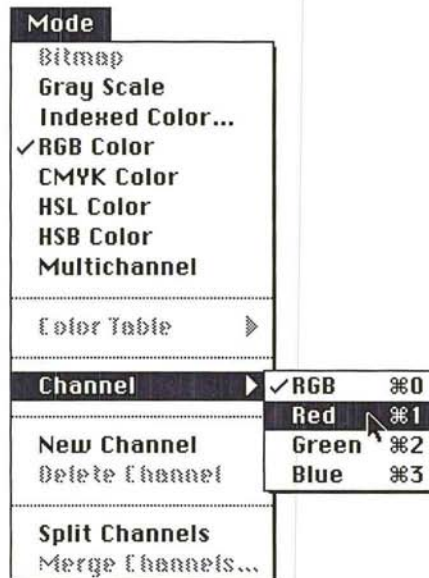 Mode
Bitmap
Gray Scale
Indexed Color...
✓RGB Color
CMYK Color
HSL Color
HSB Color
Multichannel
Color Table
Channel
✓RGB ⌘0
Red ⌘1
Green ⌘2
Blue ⌘3
New Channel
Delete Channel
Split Channels
Merge Channels...